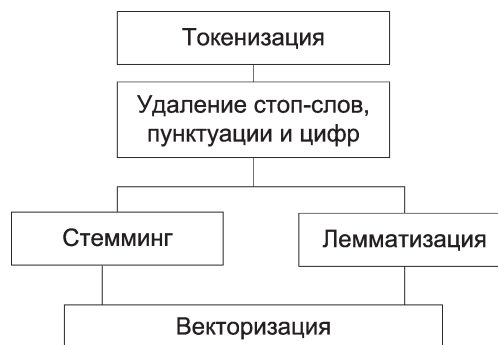 Токенизация
Удаление стоп-слов,
пунктуации и цифр
Стемминг
Лемматизация
Векторизация